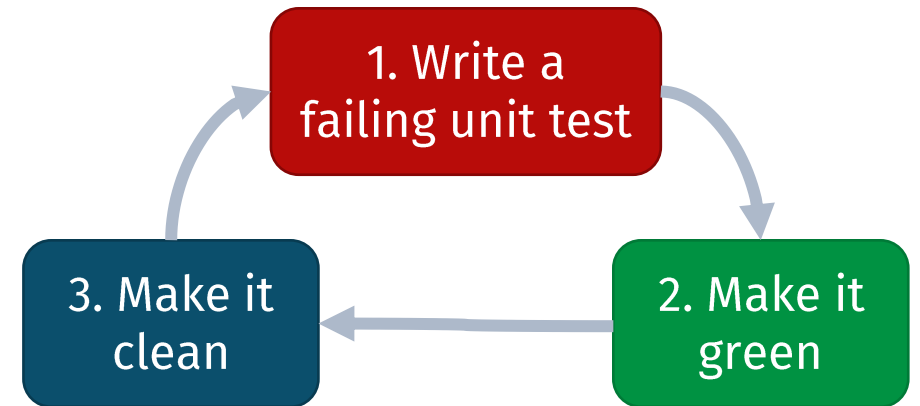 1. Write a
failing unit test
2. Make it
green
3. Make it
clean